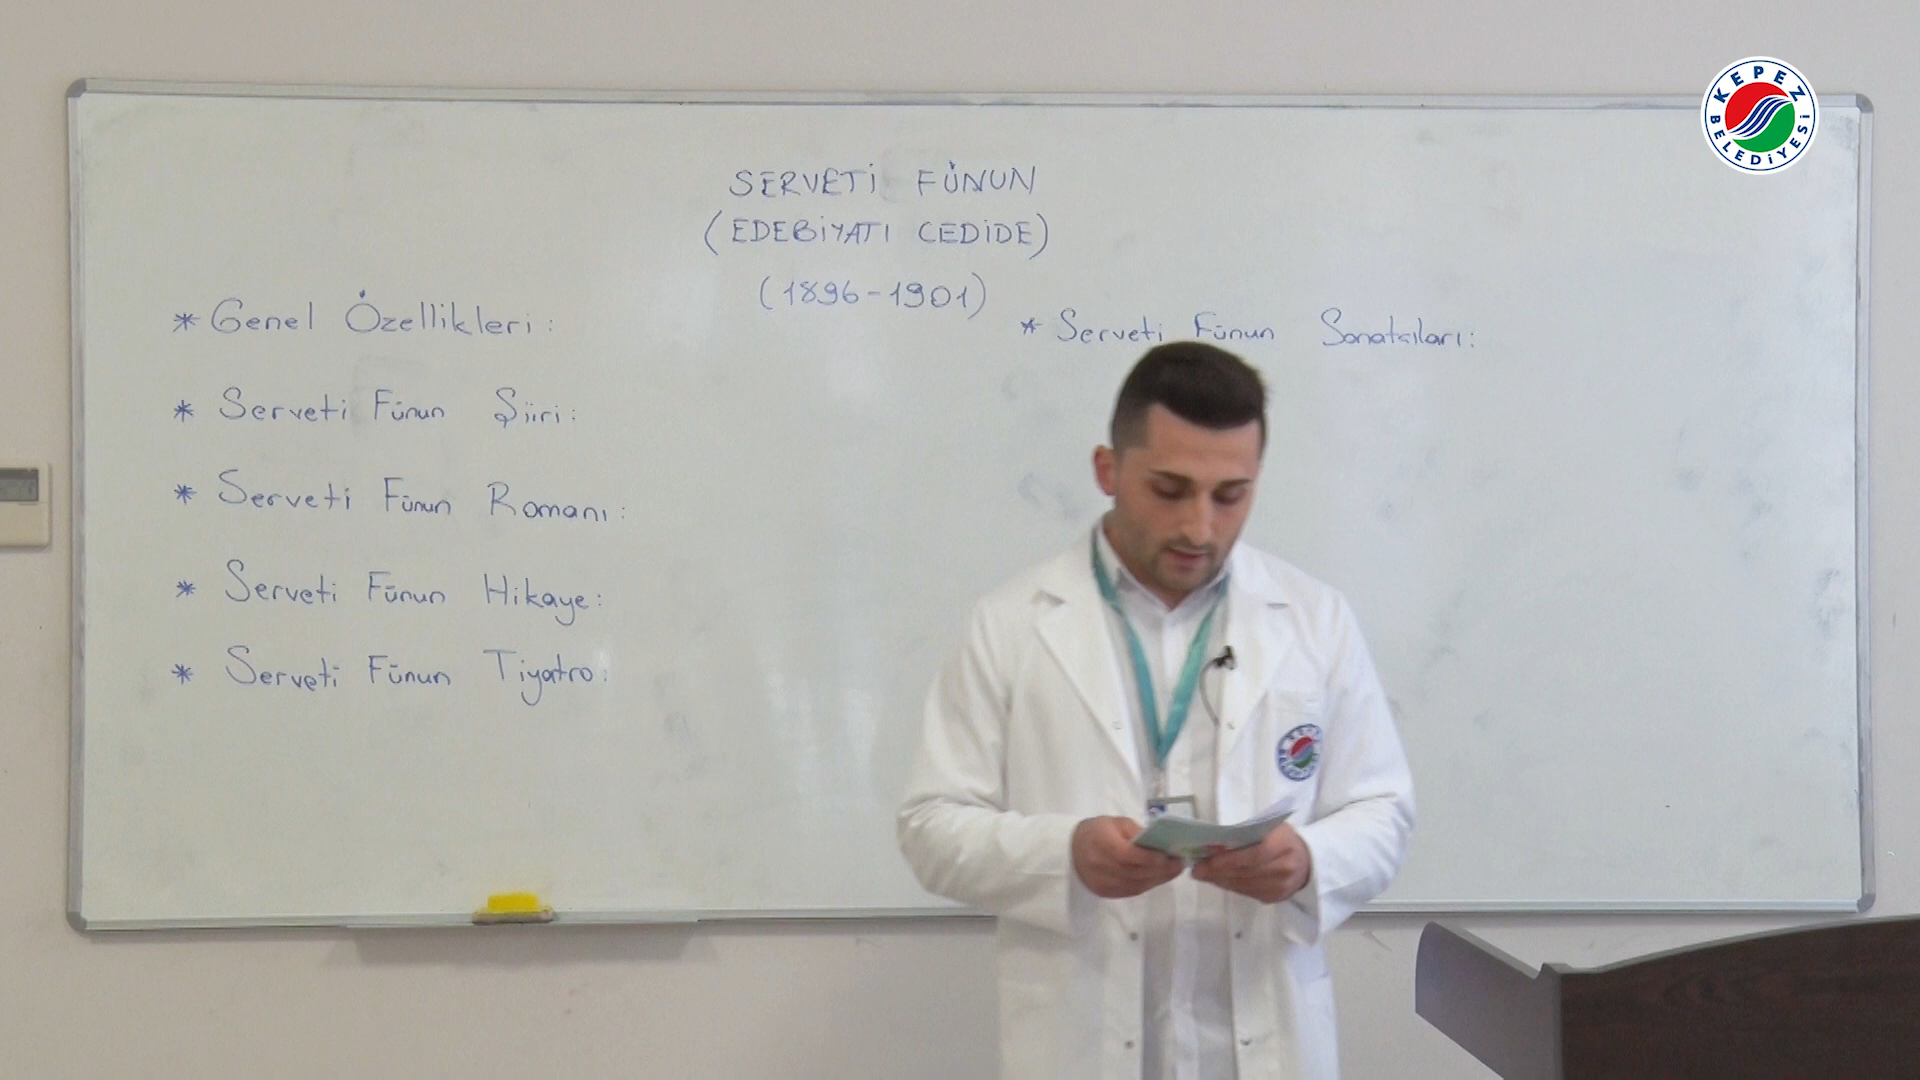 SERVETİ FÜNUN
(EDEBİYATI CEDİDE)
(1896-1901)
* Genel Özellikleri:
* Serveti Fünun Şiiri:
* Serveti Fünun Romanı:
* Serveti Fünun Hikaye:
* Serveti Fünun Tiyatro:
* Serveti Fünun Sanatçıları:
KEPEZ
BELEDİYESİ